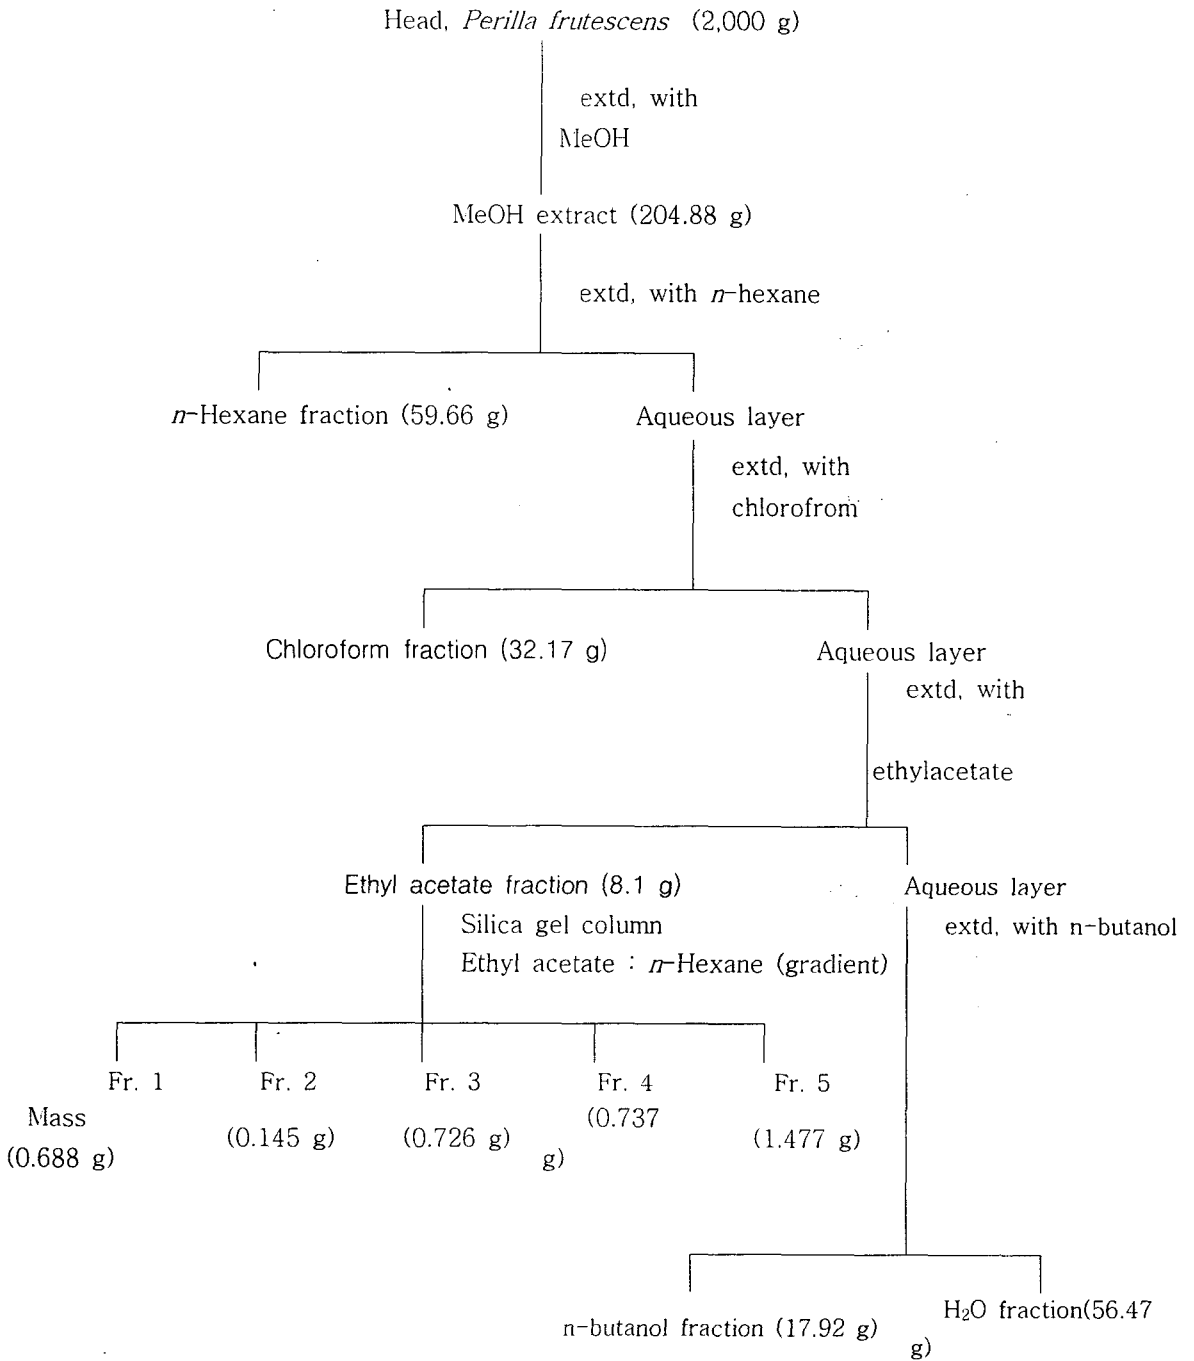 Head, Perilla frutescens (2,000 g)
extd, with
MeOH
MeOH extract (204.88 g)
extd, with n-hexane
n-Hexane fraction (59.66 g)
Aqueous layer
extd, with
chlorofrom
Chloroform fraction (32.17 g)
Aqueous layer
extd, with
ethylacetate
Ethyl acetate fraction (8.1 g)
Silica gel column
Ethyl acetate : n-Hexane (gradient)
Aqueous layer
extd, with n-butanol
Fr. 1
Fr. 2
Fr. 3
Fr. 4
Fr. 5
Mass
(0.688 g)
(0.145 g)
(0.726 g)
(0.737
g)
(1.477 g)
n-butanol fraction (17.92 g)
H₂O fraction(56.47
g)